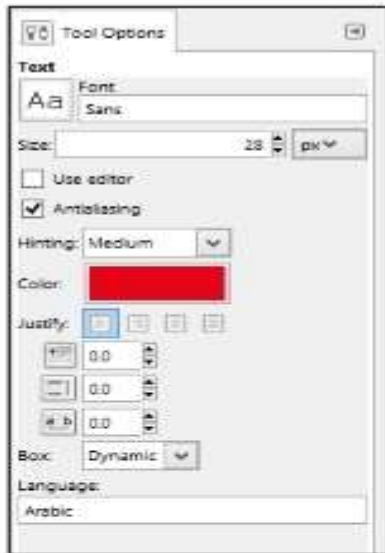 Tool Options
Text
Aa
Font
Sans
Size: 28 px
Use editor
Antialiasing
Hinting: Medium
Color:
Justify:
0.0
0.0
a b 0.0
Box: Dynamic
Language:
Arabic